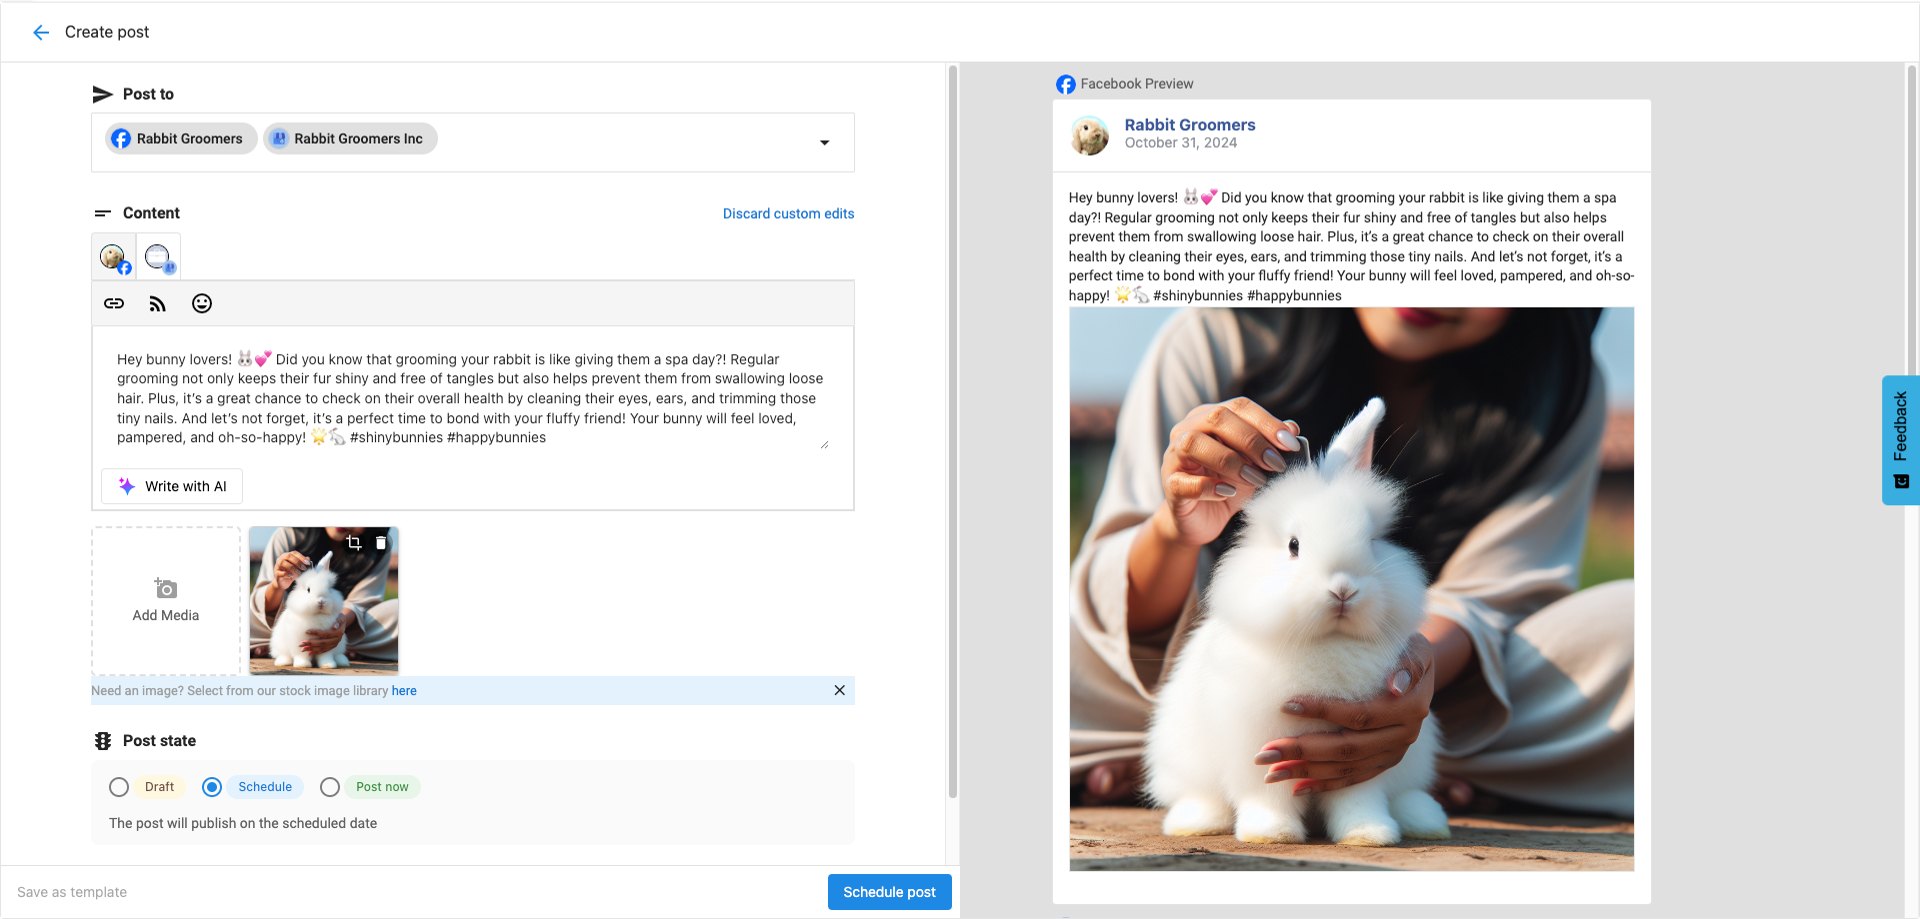 Create post
Post to
Rabbit Groomers
Rabbit Groomers Inc
Content
Discard custom edits
Hey bunny lovers! 🐰💕 Did you know that grooming your rabbit is like giving them a spa day?! Regular
grooming not only keeps their fur shiny and free of tangles but also helps prevent them from swallowing loose
hair. Plus, it’s a great chance to check on their overall health by cleaning their eyes, ears, and trimming those
tiny nails. And let’s not forget, it’s a perfect time to bond with your fluffy friend! Your bunny will feel loved,
pampered, and oh-so-happy! 🌟🐇 #shinybunnies #happybunnies
Write with AI
Add Media
Need an image? Select from our stock image library here
Post state
Draft
Schedule
Post now
The post will publish on the scheduled date
Save as template
Schedule post
Facebook Preview
Rabbit Groomers
October 31, 2024
Hey bunny lovers! 🐰💕 Did you know that grooming your rabbit is like giving them a spa
day?! Regular grooming not only keeps their fur shiny and free of tangles but also helps
prevent them from swallowing loose hair. Plus, it’s a great chance to check on their overall
health by cleaning their eyes, ears, and trimming those tiny nails. And let’s not forget, it’s a
perfect time to bond with your fluffy friend! Your bunny will feel loved, pampered, and oh-so-
happy! 🌟🐇 #shinybunnies #happybunnies
Feedback